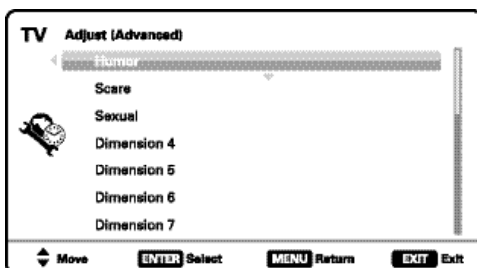 TV Adjust (Advanced)
Humor
Scare
Sexual
Dimension 4
Dimension 5
Dimension 6
Dimension 7
Move ENTER Select MENU Return EXIT Exit